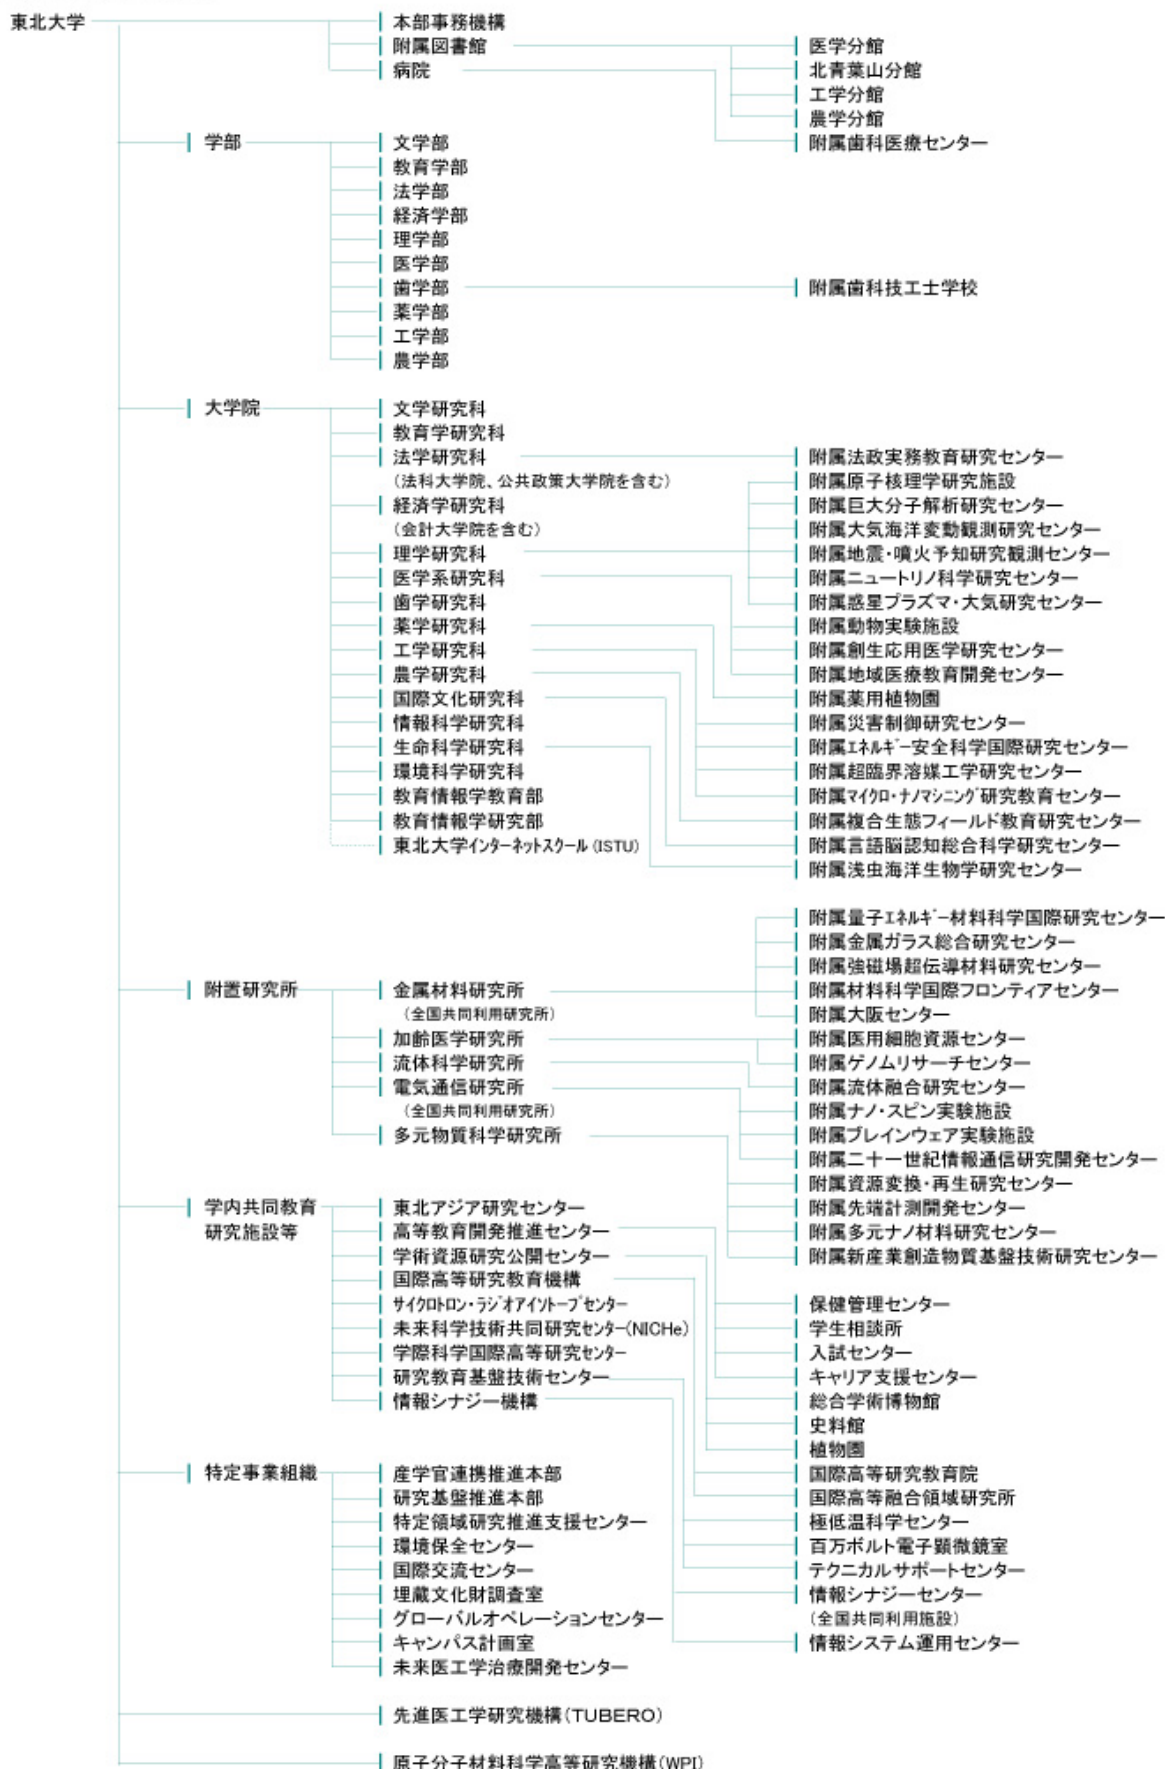 東北大学
本部事務機構
附属図書館
医学分館
病院
北青葉山分館
工学分館
農学分館
学部
文学部
附属歯科医療センター
教育学部
法学部
経済学部
理学部
医学部
歯学部
附属歯科技工士学校
薬学部
工学部
農学部
大学院
文学研究科
教育学研究科
法学研究科
附属法政実務教育研究センター
(法科大学院、公共政策大学院を含む)
附属原子核理学研究施設
経済学研究科
附属巨大分子解析研究センター
(会計大学院を含む)
附属大気海洋変動観測研究センター
理学研究科
附属地震・噴火予知研究観測センター
医学系研究科
附属ニュートリノ科学研究センター
歯学研究科
附属惑星プラズマ・大気研究センター
薬学研究科
附属動物実験施設
工学研究科
附属創生応用医学研究センター
農学研究科
附属地域医療教育開発センター
国際文化研究科
附属薬用植物園
情報科学研究科
附属災害制御研究センター
生命科学研究科
附属エネルギー安全科学国際研究センター
環境科学研究科
附属超臨界溶媒工学研究センター
教育情報学教育部
附属マイクロ・ナノマシニング研究教育センター
教育情報学研究部
附属複合生態フィールド教育研究センター
東北大学インターネットスクール(ISTU)
附属言語脳認知総合科学研究センター
附属浅虫海洋生物学研究センター
附属量子エネルギー材料科学国際研究センター
附属金属ガラス総合研究センター
附属強磁場超伝導材料研究センター
附置研究所
金属材料研究所
附属材料科学国際フロンティアセンター
(全国共同利用研究所)
附属大阪センター
加齢医学研究所
附属医用細胞資源センター
流体科学研究所
附属ゲノムリサーチセンター
電気通信研究所
附属流体融合研究センター
(全国共同利用研究所)
附属ナノ・スピン実験施設
多元物質科学研究所
附属ブレインウェア実験施設
附属二十一世紀情報通信研究開発センター
附属資源変換・再生研究センター
学内共同教育
東北アジア研究センター
附属先端計測開発センター
研究施設等
高等教育開発推進センター
附属多元ナノ材料研究センター
学術資源研究公開センター
附属新産業創造物質基盤技術研究センター
国際高等研究教育機構
サイクロトロン・ラジオアイソトープセンター
保健管理センター
未来科学技術共同研究センター(NICHe)
学生相談所
学際科学国際高等研究センター
入試センター
研究教育基盤技術センター
キャリア支援センター
情報シナジー機構
総合学術博物館
史料館
植物園
特定事業組織
産学官連携推進本部
国際高等研究教育院
研究基盤推進本部
国際高等融合領域研究所
特定領域研究推進支援センター
極低温科学センター
環境保全センター
百万ボルト電子顕微鏡室
国際交流センター
テクニカルサポートセンター
埋蔵文化財調査室
情報シナジーセンター
グローバルオペレーションセンター
(全国共同利用施設)
キャンパス計画室
情報システム運用センター
未来医工学治療開発センター
先進医工学研究機構(TUBERO)
原子分子材料科学高等研究機構(WPI)